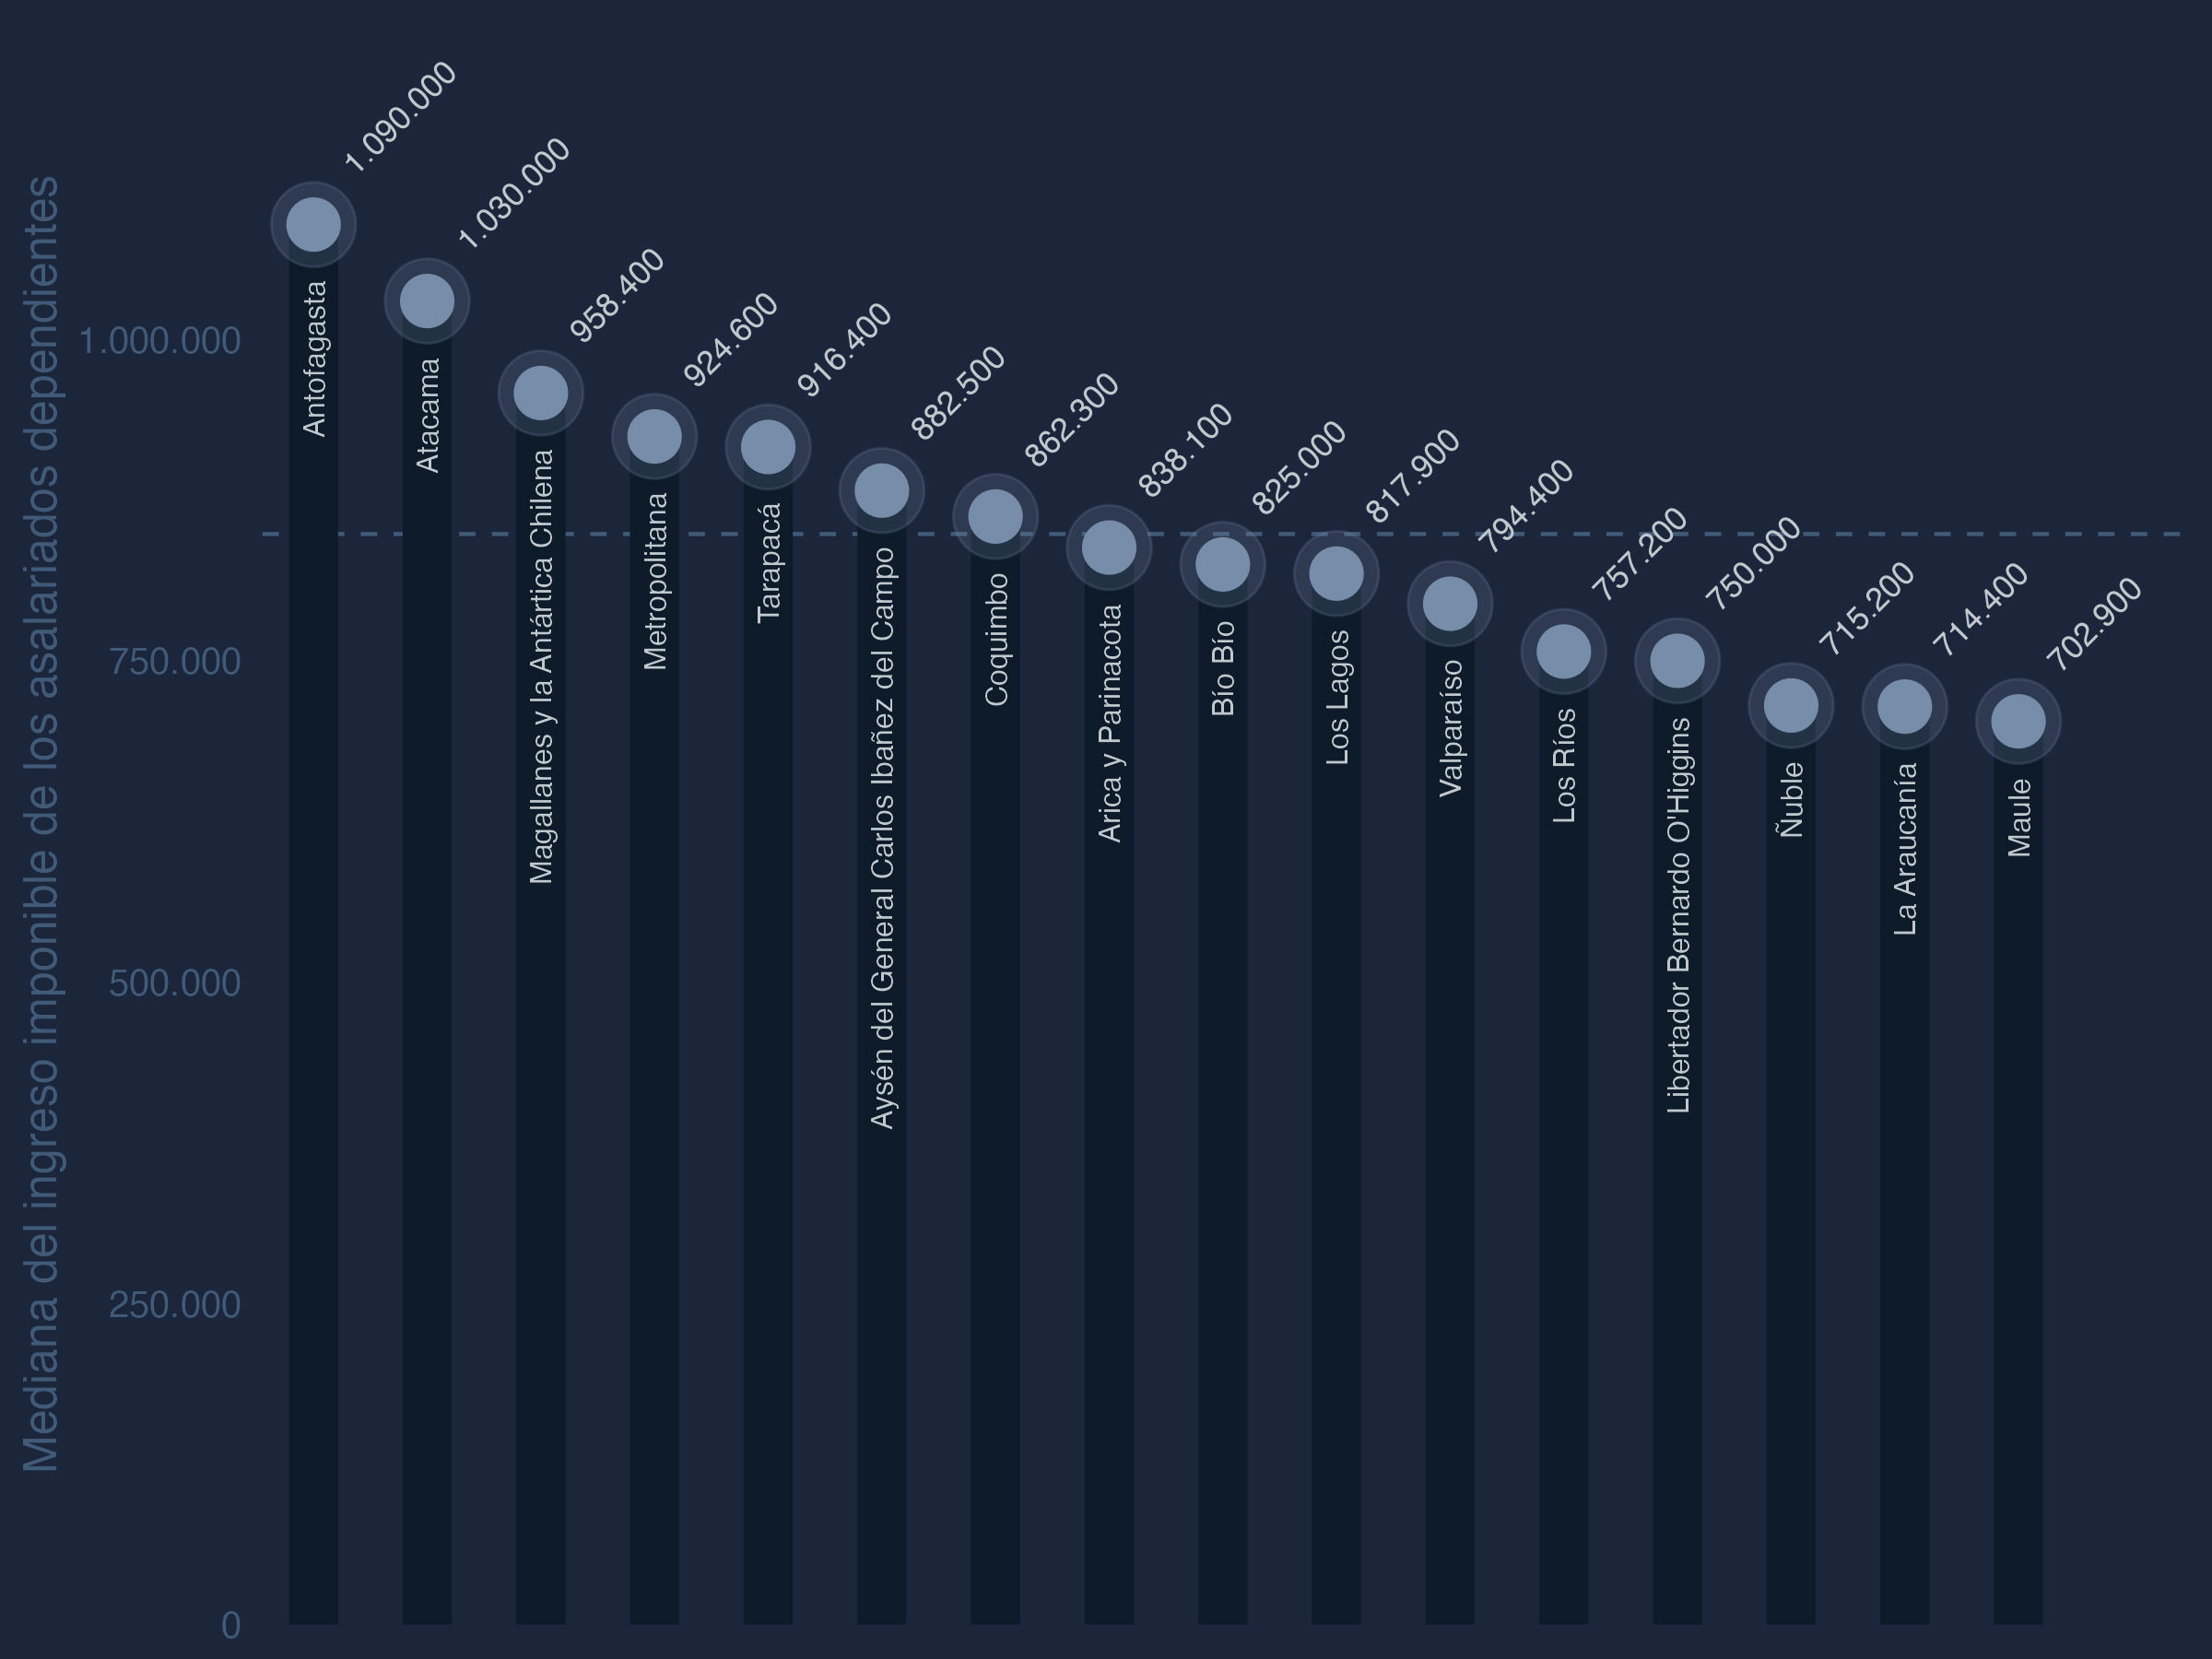 Mediana del ingreso imponible de los asalariados dependientes
1.000.000
750.000
500.000
250.000
0
1.090.000
Antofagasta
1.030.000
Atacama
958.400
Magallanes y la Antártica Chilena
924.600
Metropolitana
916.400
Tarapacá
882.500
Aysén del General Carlos Ibañez del Campo
862.300
Coquimbo
838.100
Arica y Parinacota
825.000
Bío Bío
817.900
Los Lagos
794.400
Valparaíso
757.200
Los Ríos
750.000
Libertador Bernardo O'Higgins
715.200
Ñuble
714.400
La Araucanía
702.900
Maule